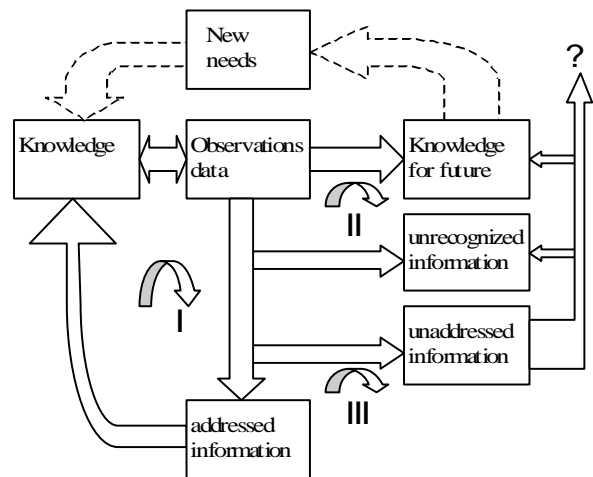 New
needs
?
Knowledge
Observations
data
Knowledge
for future
II
unrecognized
information
I
unaddressed
information
III
addressed
information